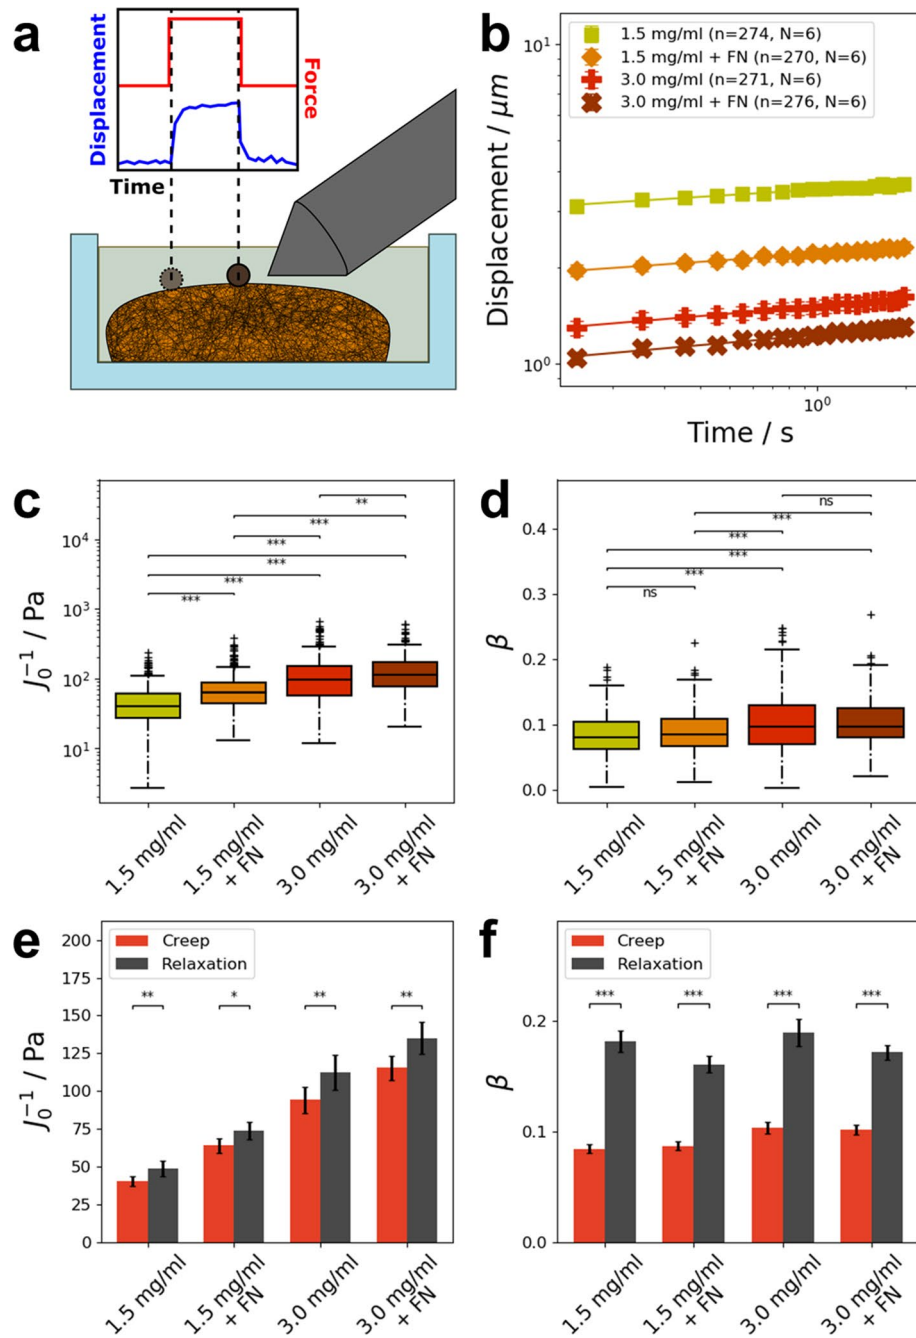 a
Displacement
Force
Time
b
1.5 mg/ml (n=274, N=6)
1.5 mg/ml + FN (n=270, N=6)
3.0 mg/ml (n=271, N=6)
3.0 mg/ml + FN (n=276, N=6)
Displacement / μm
10¹
10⁰
10⁰
Time / s
c
J₀⁻¹ / Pa
10⁴
10³
10²
10¹
**
***
***
***
***
***
1.5 mg/ml
1.5 mg/ml
+ FN
3.0 mg/ml
3.0 mg/ml
+ FN
d
β
0.4
0.3
0.2
0.1
0.0
ns
***
***
***
***
ns
1.5 mg/ml
1.5 mg/ml
+ FN
3.0 mg/ml
3.0 mg/ml
+ FN
e
Creep
Relaxation
J₀⁻¹ / Pa
200
175
150
125
100
75
50
25
0
**
*
**
**
1.5 mg/ml
1.5 mg/ml
+ FN
3.0 mg/ml
3.0 mg/ml
+ FN
f
Creep
Relaxation
β
0.2
0.1
0.0
***
***
***
***
1.5 mg/ml
1.5 mg/ml
+ FN
3.0 mg/ml
3.0 mg/ml
+ FN